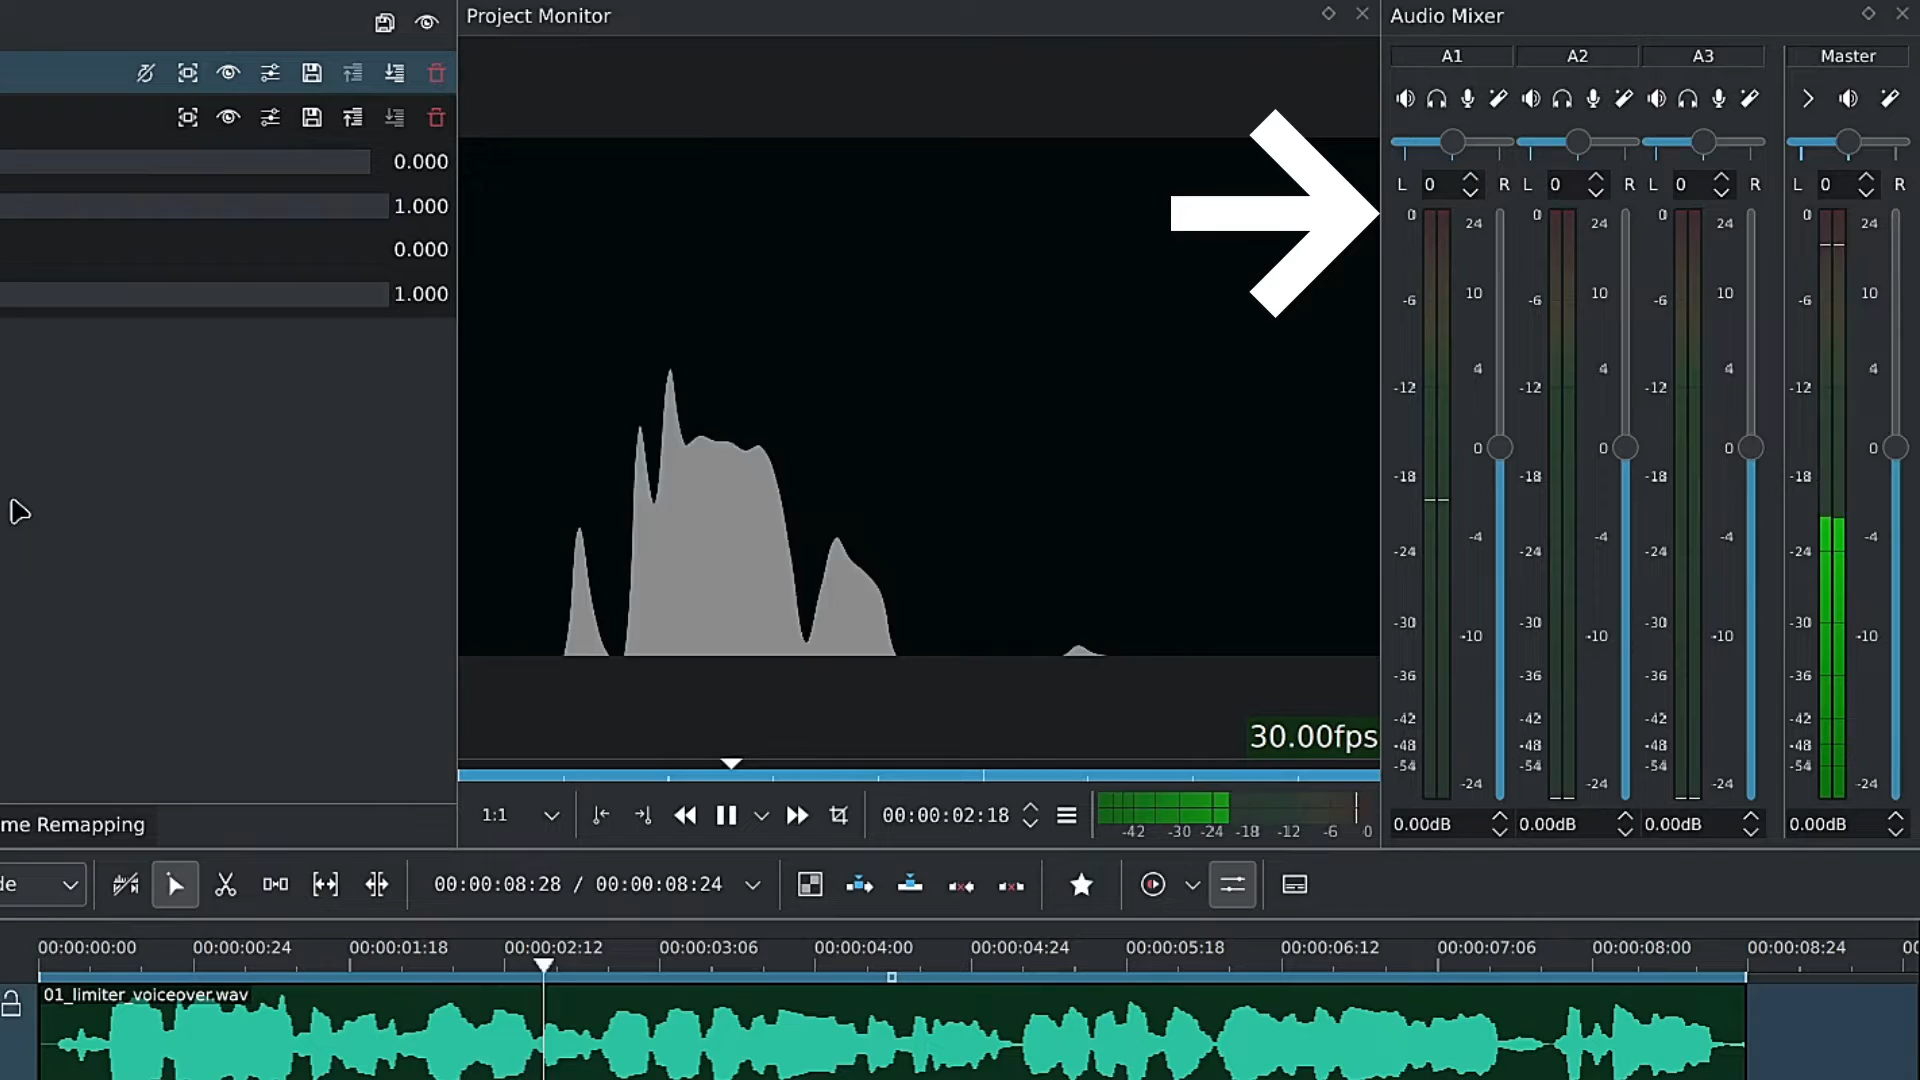 Project Monitor
Audio Mixer
A1 A2 A3 Master
0.000
1.000
0.000
1.000
L 0 R L 0 R L 0 R L 0 R
0 24 0 24 0 24 0 24
-6 10 -6 10 -6 10 -6 10
-12 4 -12 4 -12 4 -12 4
-18 0 -18 0 -18 0 -18 0
-24 -4 -24 -4 -24 -4 -24 -4
-30 -10 -30 -10 -30 -10 -30 -10
-36 -36 -36 -36
-42 -42 -42 -42
-48 -48 -48 -48
-54 -24 -54 -24 -54 -24 -54 -24
30.00fps
1:1 00:00:02:18
-42 -30 -24 -18 -12 -6 0
0.00dB 0.00dB 0.00dB 0.00dB
me Remapping
de 00:00:08:28 / 00:00:08:24
00:00:00:00 00:00:00:24 00:00:01:18 00:00:02:12 00:00:03:06 00:00:04:00 00:00:04:24 00:00:05:18 00:00:06:12 00:00:07:06 00:00:08:00 00:00:08:24 00
01_limiter_voiceover.wav